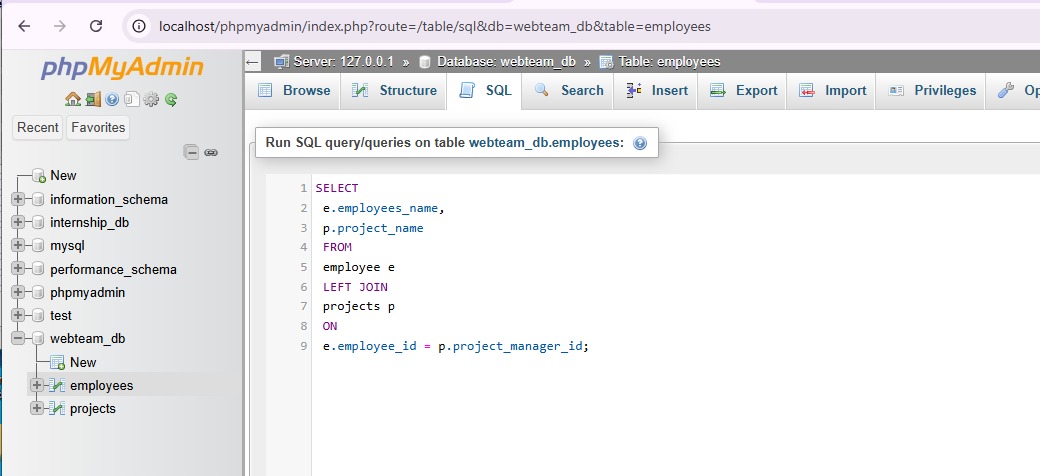 localhost/phpmyadmin/index.php?route=/table/sql&db=webteam_db&table=employees
phpMyAdmin
Recent Favorites
New
information_schema
internship_db
mysql
performance_schema
phpmyadmin
test
webteam_db
New
employees
projects
Server: 127.0.0.1 » Database: webteam_db » Table: employees
Browse Structure SQL Search Insert Export Import Privileges Op
Run SQL query/queries on table webteam_db.employees:
1 SELECT
2 e.employees_name,
3 p.project_name
4 FROM
5 employee e
6 LEFT JOIN
7 projects p
8 ON
9 e.employee_id = p.project_manager_id;